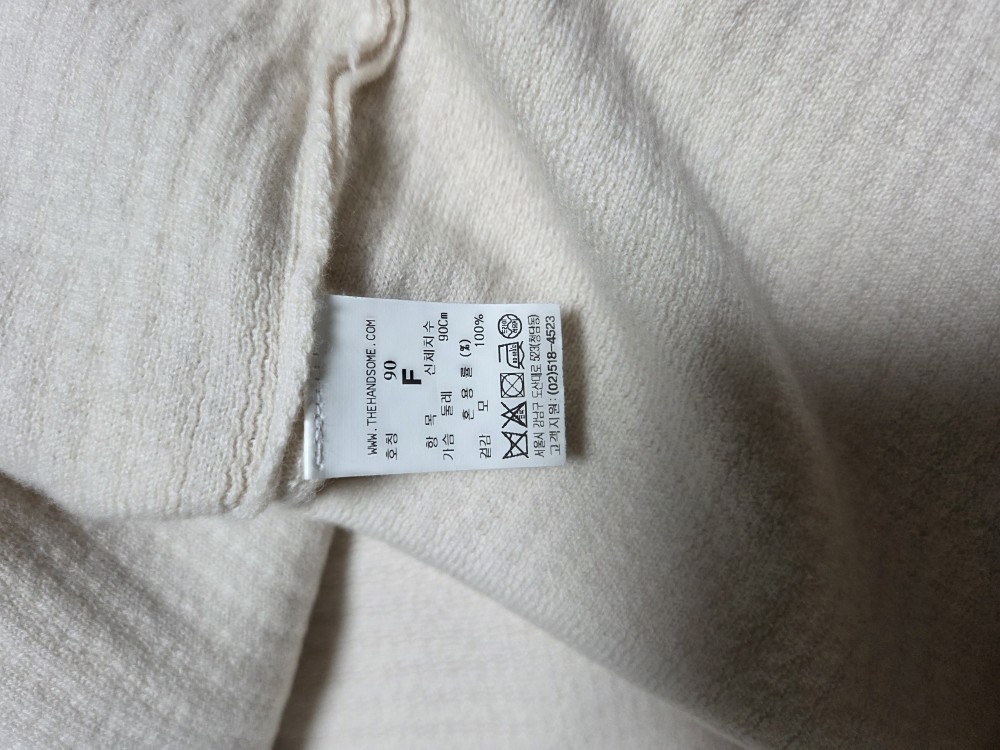 WWW.THEHANDSOME.COM
호칭 90
F
항 목 신체치수
가슴 둘레 90Cm
혼 용 률 (%)
겉감 모 100%
서울시 강남구 도산대로 523(청담동)
고객지원 : (02)518-4523